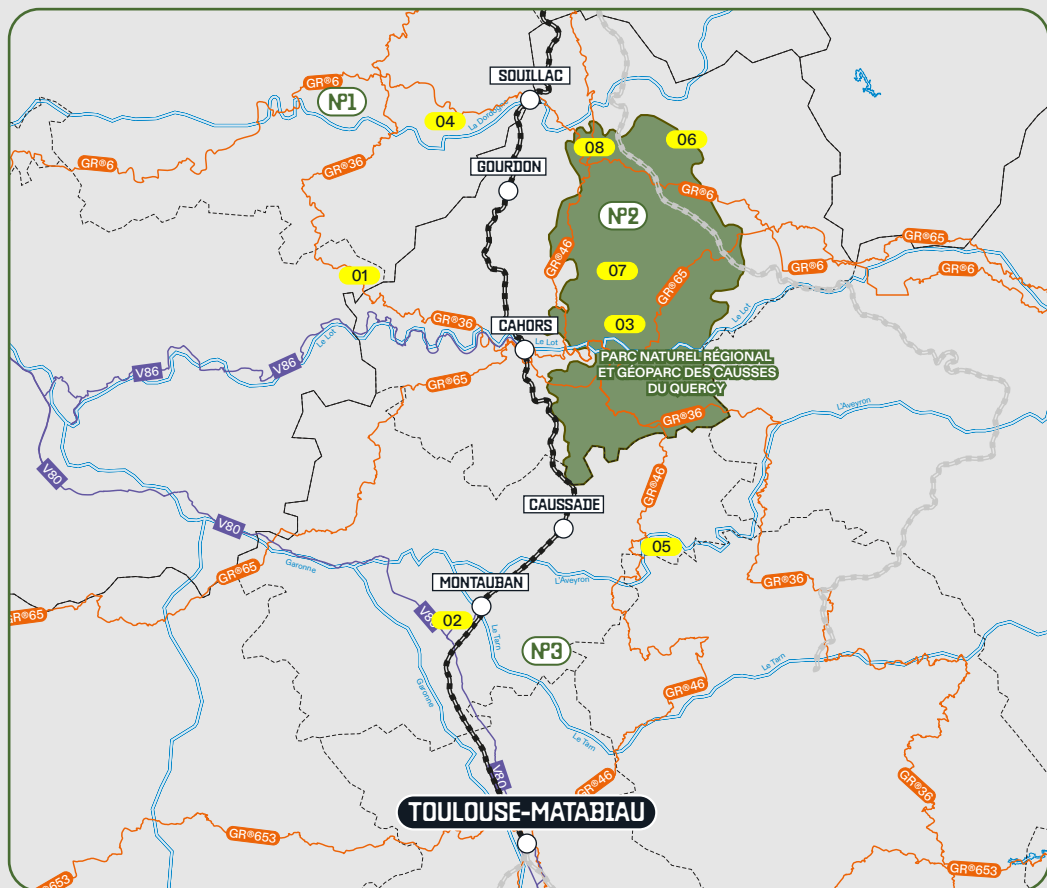 SOUILLAC
GR®6
N°1
04
La Dordogne
08
06
GR®6
GR®36
GOURDON
GR®6
N°2
GR®65
GR®46
01
07
GR®65
GR®6
GR®6
GR®36
CAHORS
03
Le Lot
Le Lot
Le Lot
PARC NATUREL RÉGIONAL
ET GÉOPARC DES CAUSSES
DU QUERCY
V86
V86
GR®65
GR®36
L'Aveyron
V80
GR®46
CAUSSADE
V80
05
Garonne
GR®65
MONTAUBAN
L'Aveyron
GR®36
GR®65
V80
02
Le Tarn
N°3
Le Tarn
Garonne
GR®46
Le Tarn
V80
GR®46
GR®36
TOULOUSE-MATABIAU
GR®653
GR®653
GR®653